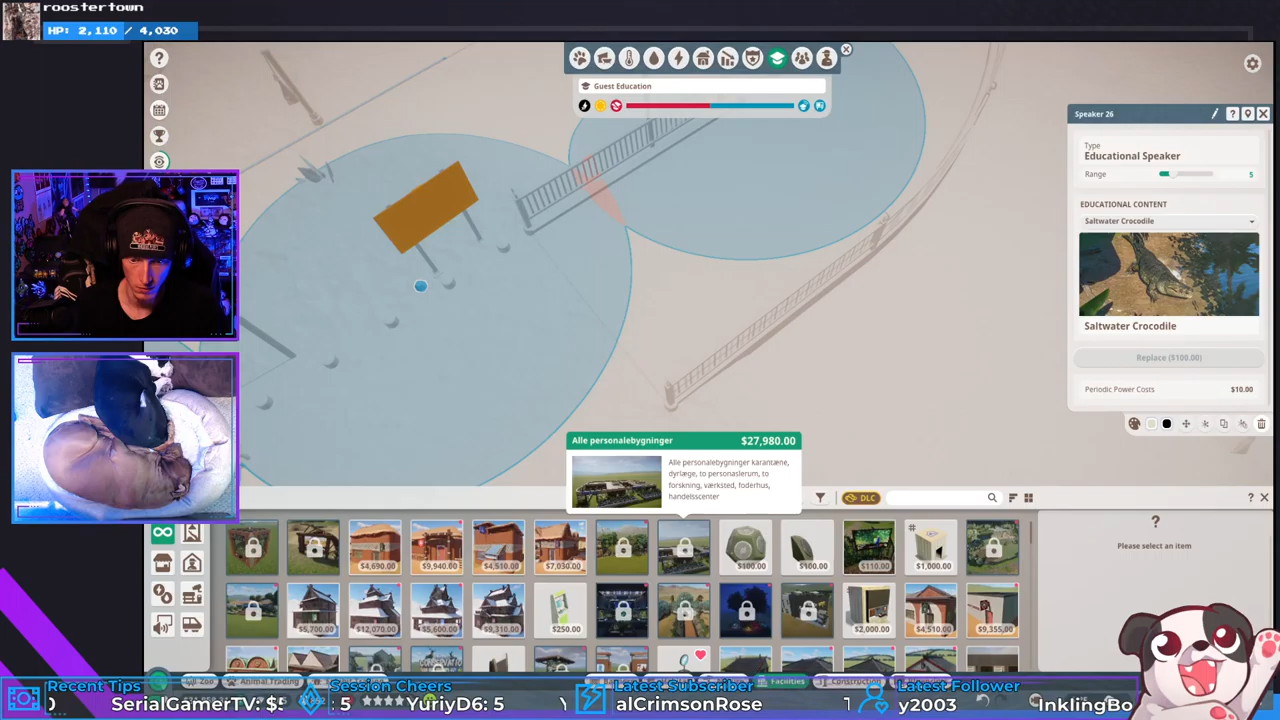 roostertown
HP: 2,110 / 4,030
Guest Education
Speaker 26
Type
Educational Speaker
Range
5
EDUCATIONAL CONTENT
Saltwater Crocodile
Saltwater Crocodile
Replace ($100.00)
Periodic Power Costs $10.00
Alle personalebygninger $27,980.00
Alle personalebygninger karantæne,
dyrlæge, to personaslerum, to
forskning, værksted, foderhus,
handelsscenter
DLC
Please select an item
$4,690.00
$9,940.00
$4,510.00
$7,030.00
$100.00
$100.00
$110.00
$1,000.00
$5,700.00
$12,070.00
$5,600.00
$9,310.00
$250.00
$2,000.00
$4,510.00
$9,355.00
Zoo
Animal Trading
Facilities
Construction
Recent Tips
SerialGamerTV: $5
Session Cheers
: 5 YuriyD6: 5
Latest Subscriber
alCrimsonRose
Latest Follower
y2003 InklingBo